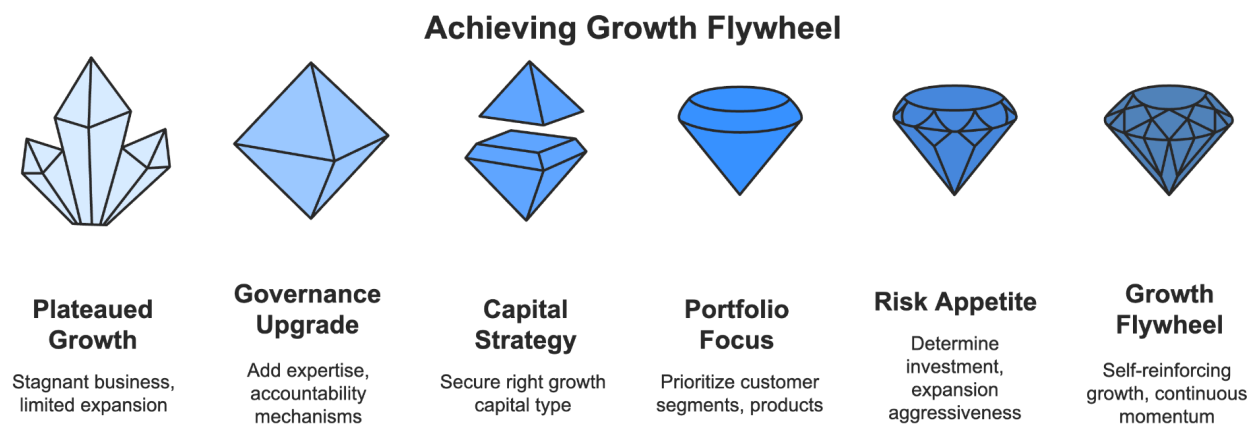 Achieving Growth Flywheel
Plateaued
Growth
Stagnant business,
limited expansion
Governance
Upgrade
Add expertise,
accountability
mechanisms
Capital
Strategy
Secure right growth
capital type
Portfolio
Focus
Prioritize customer
segments, products
Risk Appetite
Determine
investment,
expansion
aggressiveness
Growth
Flywheel
Self-reinforcing
growth, continuous
momentum